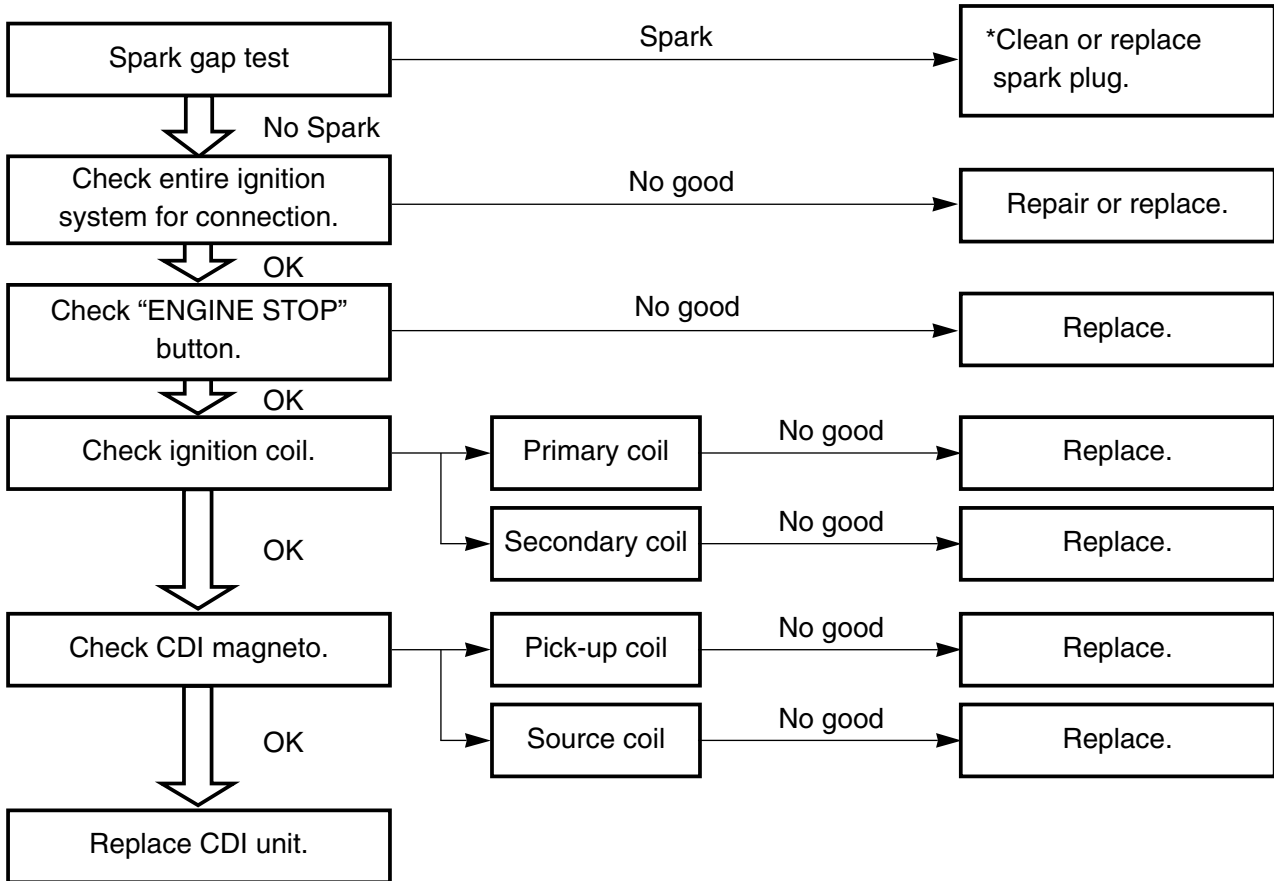 Spark gap test
Spark
*Clean or replace
spark plug.
No Spark
Check entire ignition
system for connection.
No good
Repair or replace.
OK
Check “ENGINE STOP”
button.
No good
Replace.
OK
Check ignition coil.
Primary coil
No good
Replace.
Secondary coil
No good
Replace.
OK
Check CDI magneto.
Pick-up coil
No good
Replace.
Source coil
No good
Replace.
OK
Replace CDI unit.